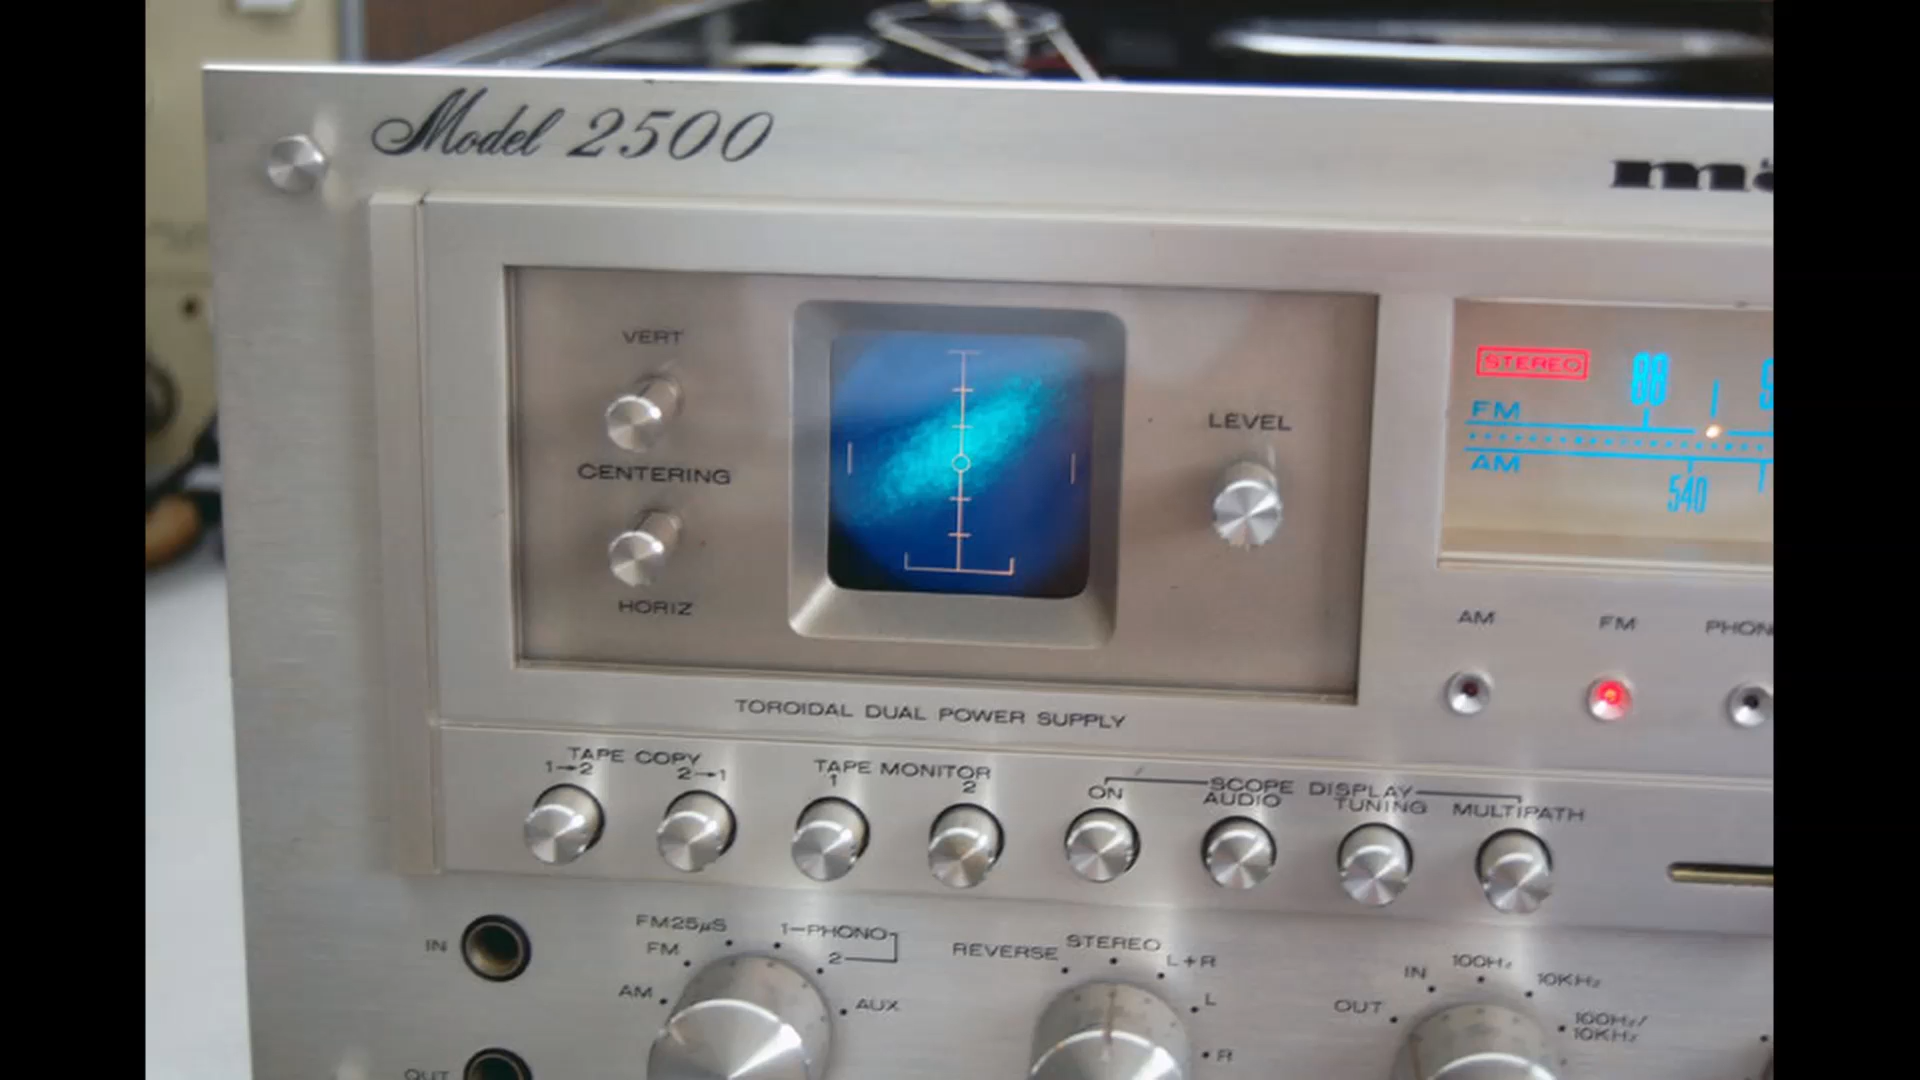 Model 2500
ma
VERT
CENTERING
HORIZ
LEVEL
STEREO
88
FM
AM
540
AM FM PHON
TOROIDAL DUAL POWER SUPPLY
TAPE COPY
1→2 2→1
TAPE MONITOR
1 2
SCOPE DISPLAY
ON AUDIO TUNING MULTIPATH
IN
OUT
FM25µS
FM
AM
1-PHONO
2
AUX
REVERSE
STEREO
L+R
L
R
OUT
IN
100Hz
10KHz
100Hz/
10KHz